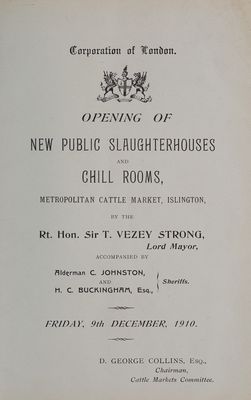 Corporation of London.
OPENING OF
NEW PUBLIC SLAUGHTERHOUSES
AND
CHILL ROOMS,
METROPOLITAN CATTLE MARKET, ISLINGTON,
BY THE
Rt. Hon. Sir T. VEZEY STRONG,
Lord Mayor,
ACCOMPANIED BY
Alderman C. JOHNSTON,
AND
H. C. BUCKINGHAM, Esq.,
Sheriffs.
FRIDAY, 9th DECEMBER, 1910.
D. GEORGE COLLINS, Esq.,
Chairman,
Cattle Markets Committee.